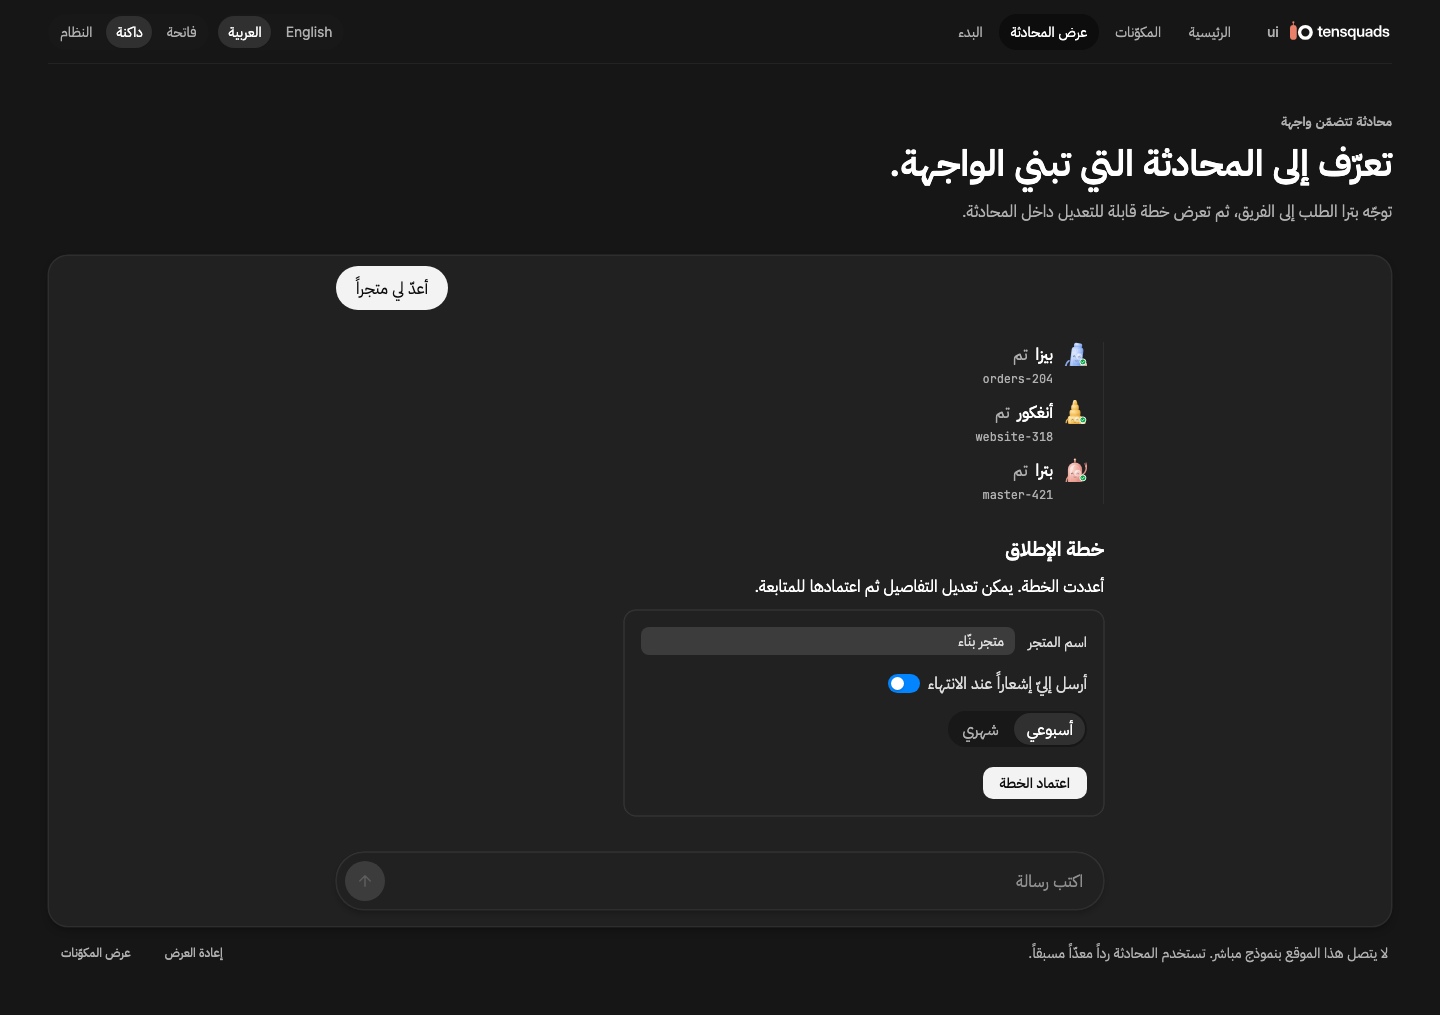 tensquads ui
الرئيسية
المكوّنات
عرض المحادثة
البدء
English
العربية
فاتحة
داكنة
النظام
محادثة تتضمّن واجهة
تعرّف إلى المحادثة التي تبني الواجهة.
توجّه بترا الطلب إلى الفريق، ثم تعرض خطة قابلة للتعديل داخل المحادثة.
أعدّ لي متجراً
بيزا تم
orders-204
أنغكور تم
website-318
بترا تم
master-421
خطة الإطلاق
أعددت الخطة. يمكن تعديل التفاصيل ثم اعتمادها للمتابعة.
اسم المتجر
متجر بنّاء
أرسل إليّ إشعاراً عند الانتهاء
أسبوعي
شهري
اعتماد الخطة
اكتب رسالة
لا يتصل هذا الموقع بنموذج مباشر. تستخدم المحادثة رداً معدّاً مسبقاً.
إعادة العرض
عرض المكوّنات